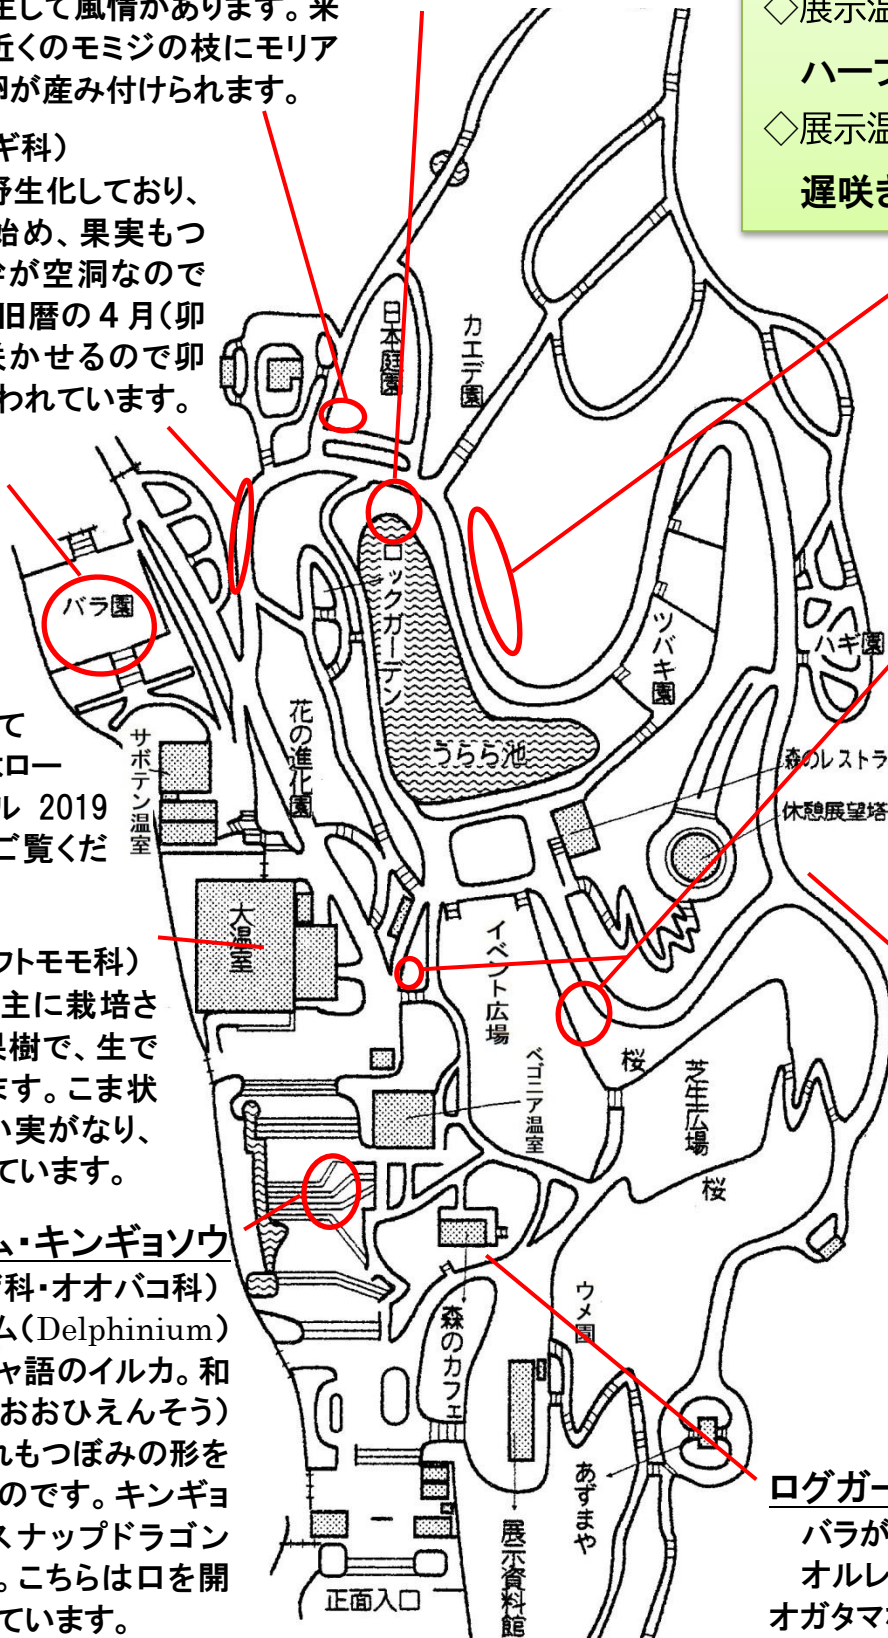 生して風情があります。来
近くのモミジの枝にモリア
卵が産み付けられます。
ギ科）
野生化しており、
始め、果実もつ
幹が空洞なので
旧暦の４月（卯
咲かせるので卯
われています。
◇展示温
ハーブ
◇展示温
遅咲き
日本庭園
カエデ園
バラ園
ロックガーデン
ツバキ園
ハギ園
うらら池
花の進化園
サボテン温室
森のレストラ
休憩展望塔
て
ロー
ル 2019
ご覧くだ
大温室
イベント広場
フトモモ科）
主に栽培さ
果樹で、生で
ます。こま状
い実がなり、
ています。
ベゴニア温室
桜
芝生広場
桜
ム・キンギョソウ
科・オオバコ科）
ム（Delphinium）
ャ語のイルカ。和
おおひえんそう）
れもつぼみの形を
のです。キンギョ
スナップドラゴン
。こちらは口を開
ています。
森のカフェ
ウメ園
あずまや
展示資料館
正面入口
ログガー
バラが
オルレ
オガタマ